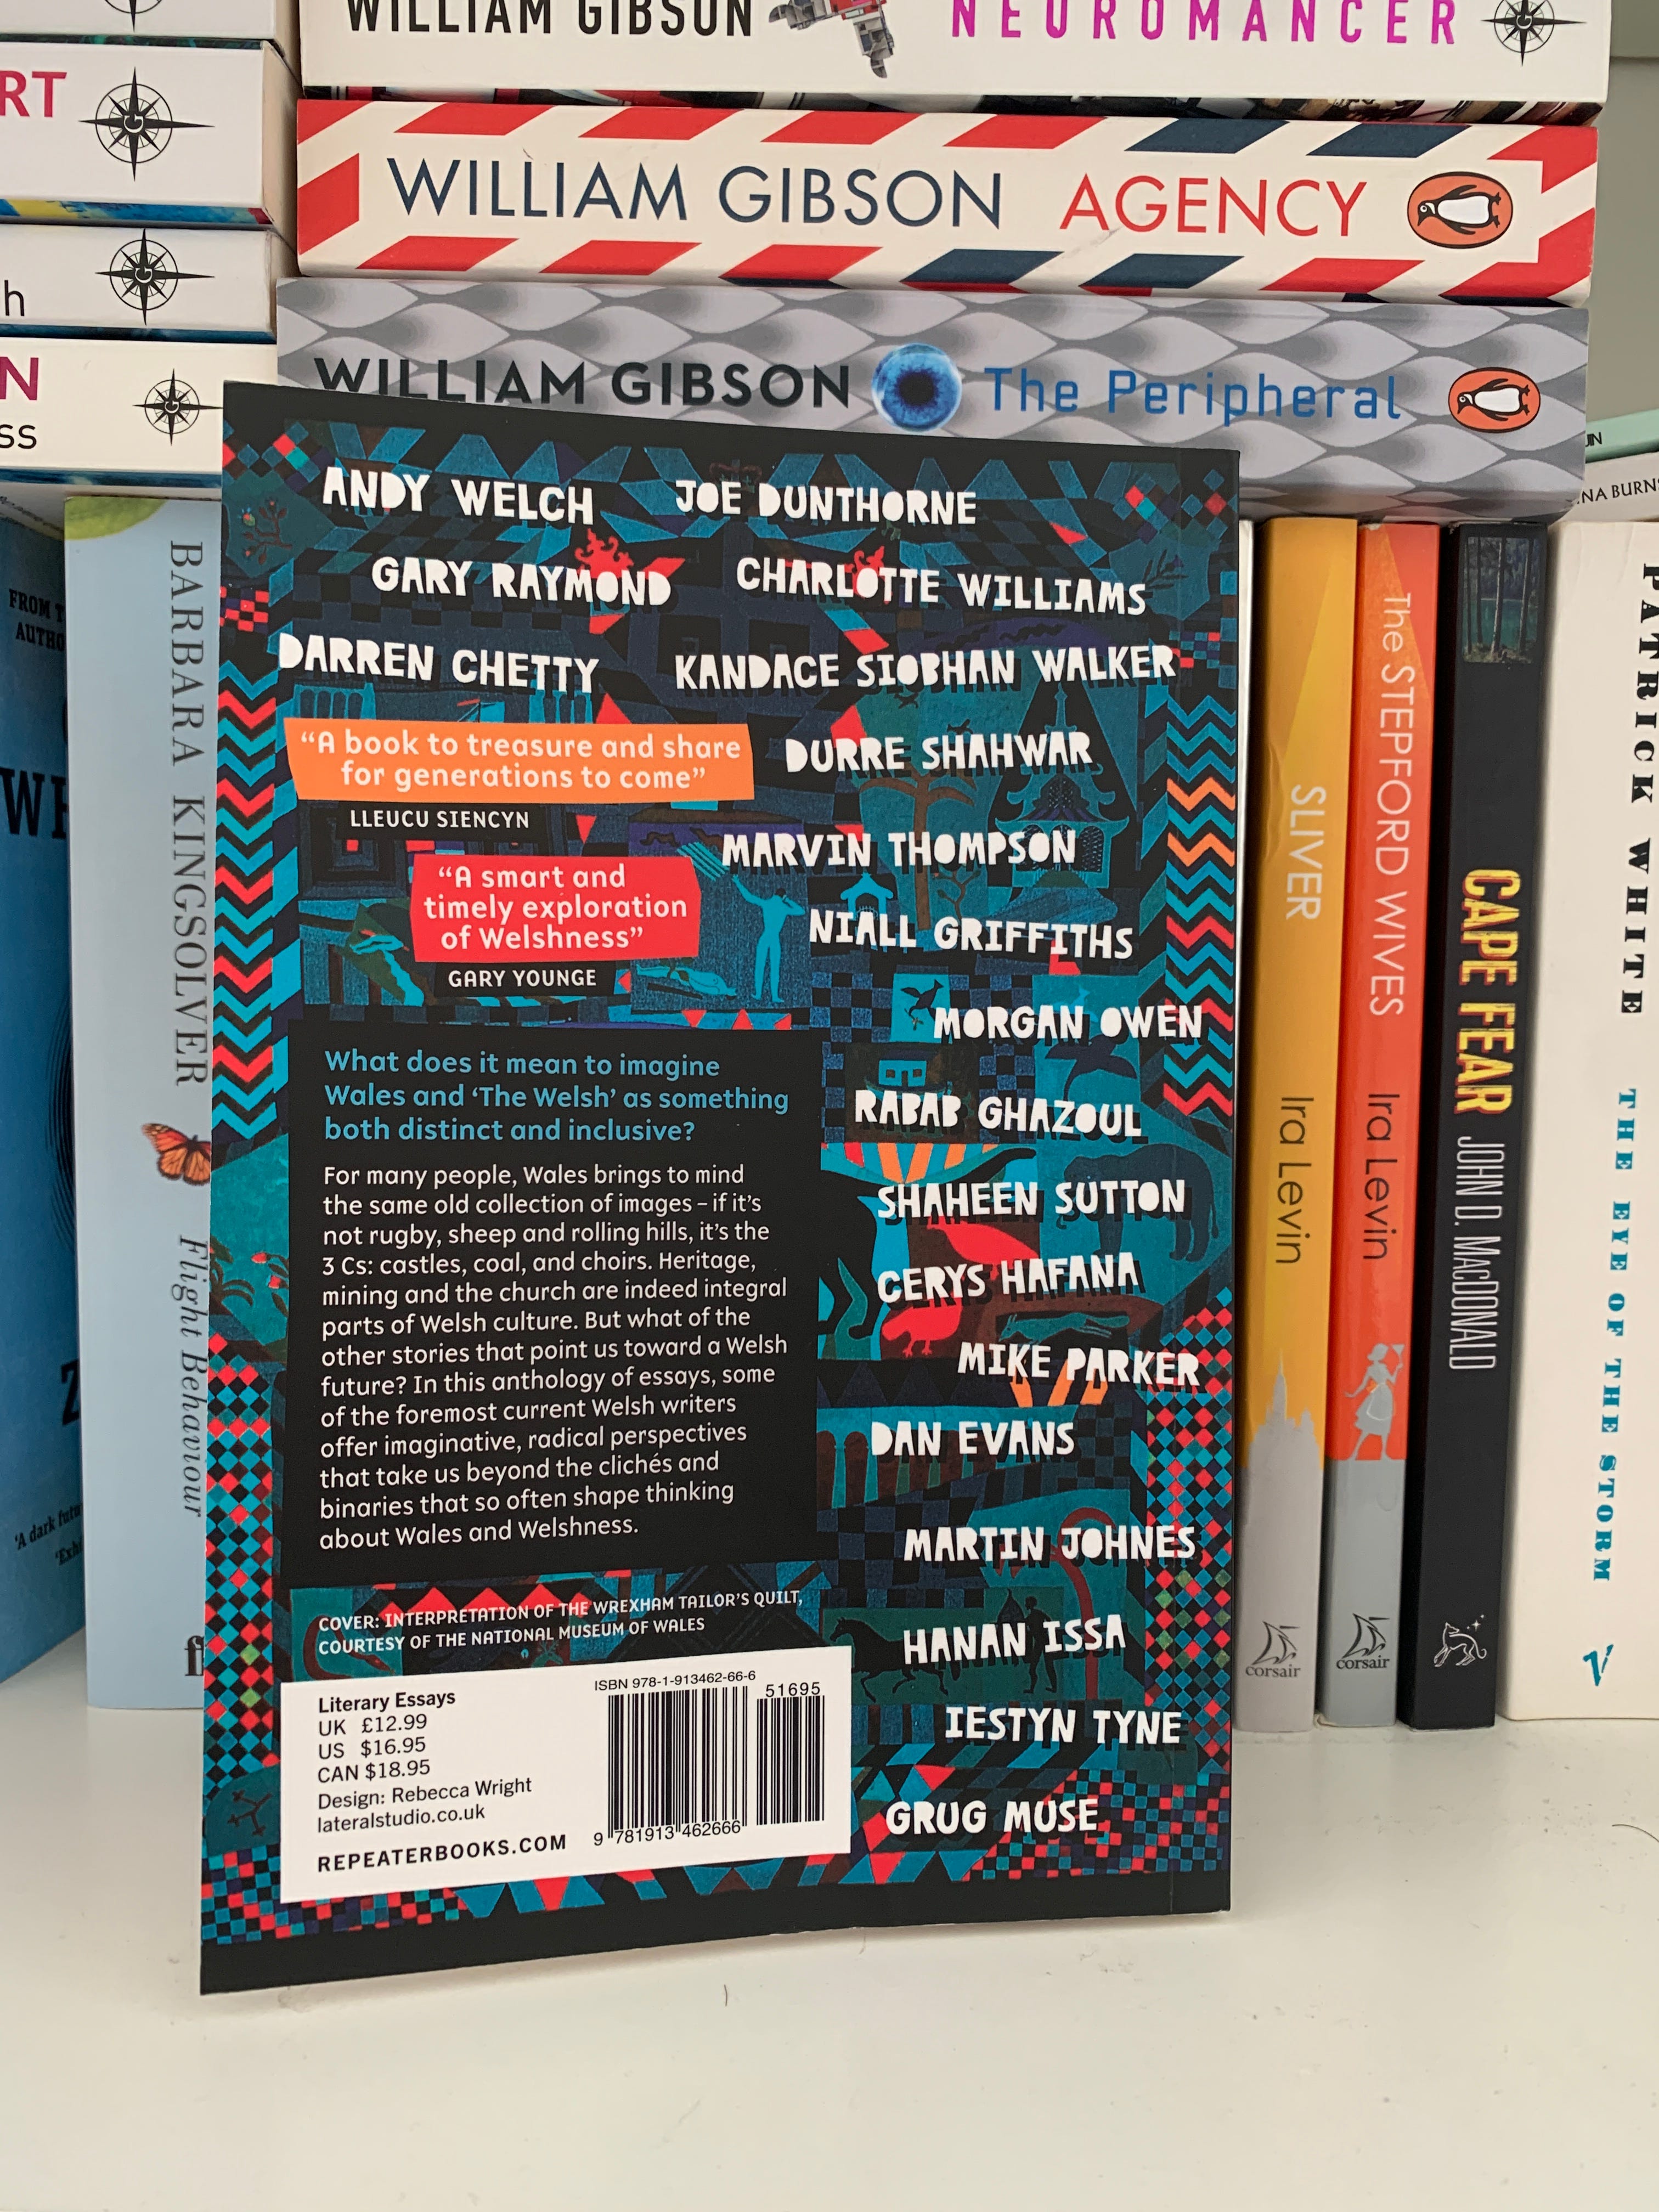 WILLIAM GIBSON NEUROMANCER
RT
WILLIAM GIBSON AGENCY
h
WILLIAM GIBSON The Peripheral
N
ss
NA BURNS
FROM T
AUTHO
WH
Z
'A dark futu
'Exhi
BARBARA KINGSOLVER Flight Behaviour
ANDY WELCH JOE DUNTHORNE
GARY RAYMOND CHARLOTTE WILLIAMS
DARREN CHETTY KANDACE SIOBHAN WALKER
"A book to treasure and share
for generations to come"
LLEUCU SIENCYN
"A smart and
timely exploration
of Welshness"
GARY YOUNGE
DURRE SHAHWAR
MARVIN THOMPSON
NIALL GRIFFITHS
MORGAN OWEN
RABAB GHAZOUL
SHAHEEN SUTTON
CERYS HAFANA
MIKE PARKER
DAN EVANS
MARTIN JOHNES
HANAN ISSA
IESTYN TYNE
GRUG MUSE
What does it mean to imagine
Wales and 'The Welsh' as something
both distinct and inclusive?
For many people, Wales brings to mind
the same old collection of images – if it's
not rugby, sheep and rolling hills, it's the
3 Cs: castles, coal, and choirs. Heritage,
mining and the church are indeed integral
parts of Welsh culture. But what of the
other stories that point us toward a Welsh
future? In this anthology of essays, some
of the foremost current Welsh writers
offer imaginative, radical perspectives
that take us beyond the clichés and
binaries that so often shape thinking
about Wales and Welshness.
COVER: INTERPRETATION OF THE WREXHAM TAILOR'S QUILT,
COURTESY OF THE NATIONAL MUSEUM OF WALES
Literary Essays
UK £12.99
US $16.95
CAN $18.95
Design: Rebecca Wright
lateralstudio.co.uk
REPEATERBOOKS.COM
ISBN 978-1-913462-66-6
51695
9 781913 462666
SLIVER Ira Levin
corsair
The STEPFORD WIVES Ira Levin
corsair
CAPE FEAR JOHN D. MACDONALD
PATRICK WHITE THE EYE OF THE STORM